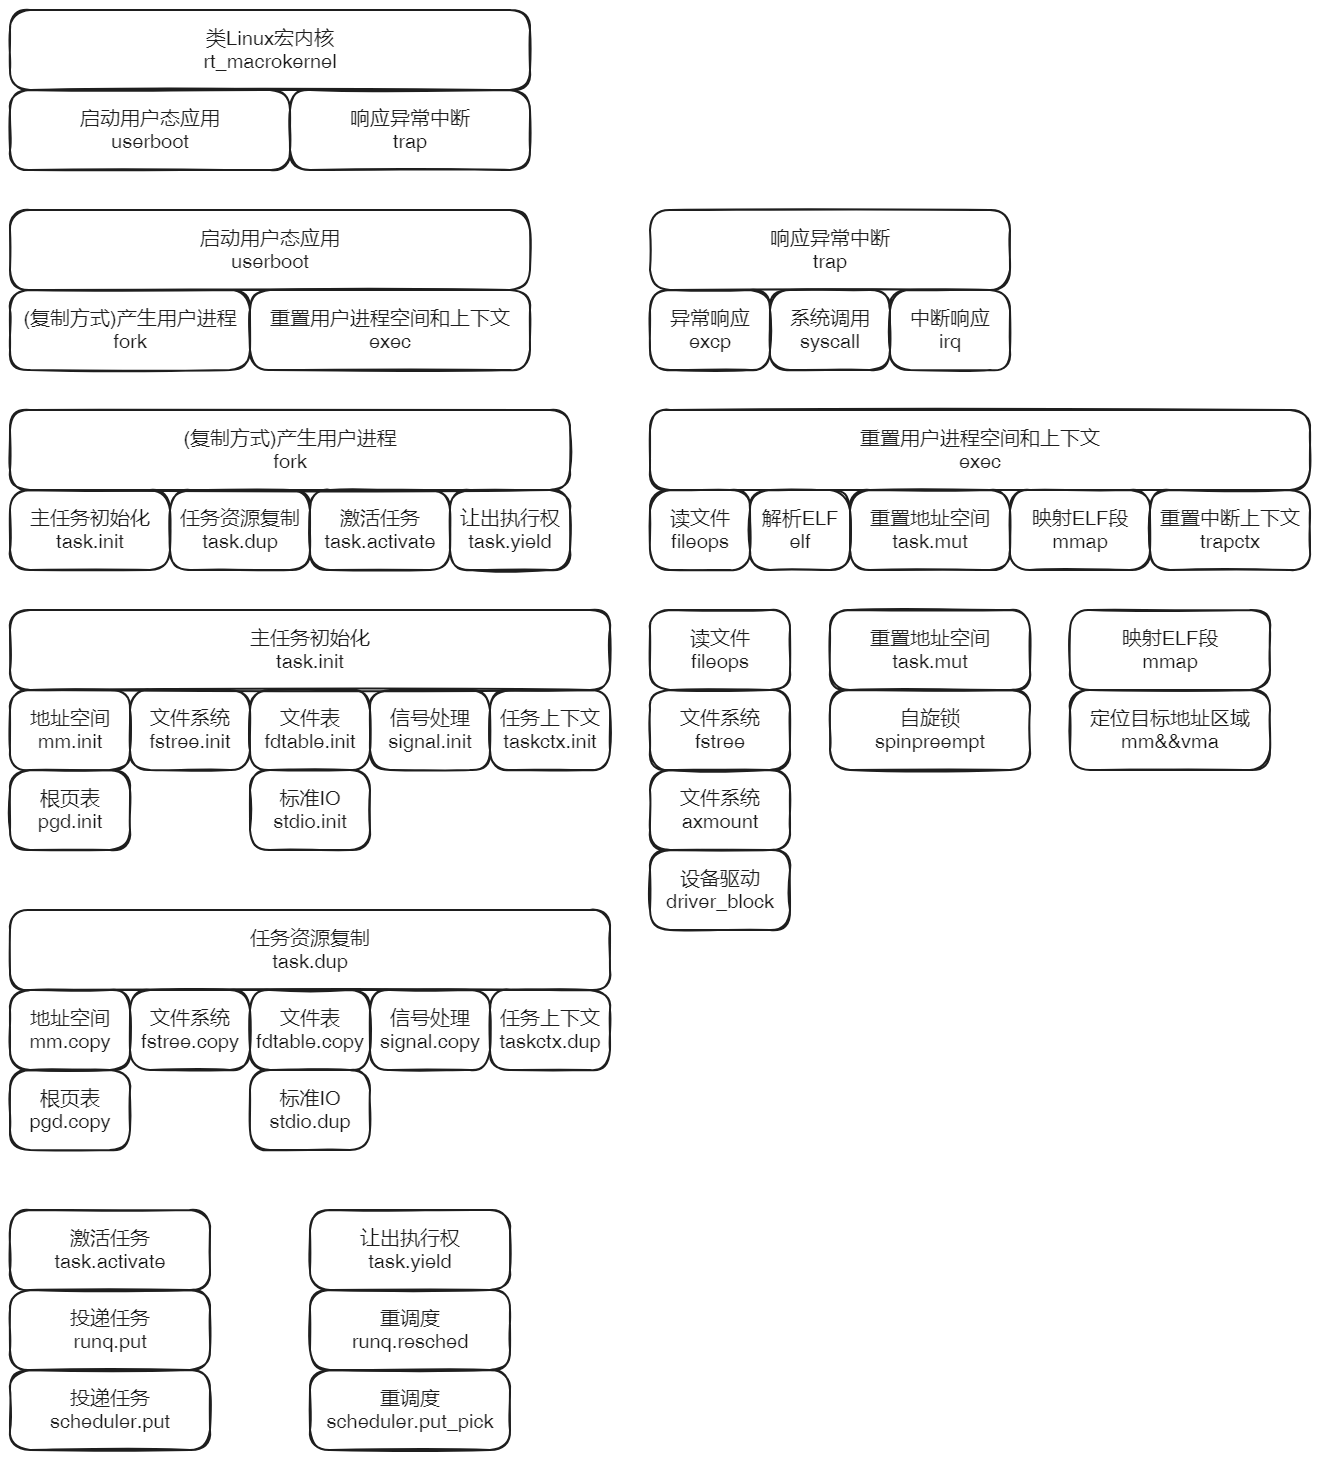 类Linux宏内核
rt_macrokernel
启动用户态应用
userboot
响应异常中断
trap
启动用户态应用
userboot
(复制方式)产生用户进程
fork
重置用户进程空间和上下文
exec
响应异常中断
trap
异常响应
excp
系统调用
syscall
中断响应
irq
(复制方式)产生用户进程
fork
主任务初始化
task.init
任务资源复制
task.dup
激活任务
task.activate
让出执行权
task.yield
重置用户进程空间和上下文
exec
读文件
fileops
解析ELF
elf
重置地址空间
task.mut
映射ELF段
mmap
重置中断上下文
trapctx
主任务初始化
task.init
地址空间
mm.init
文件系统
fstree.init
文件表
fdtable.init
信号处理
signal.init
任务上下文
taskctx.init
根页表
pgd.init
标准IO
stdio.init
读文件
fileops
文件系统
fstree
文件系统
axmount
设备驱动
driver_block
重置地址空间
task.mut
自旋锁
spinpreempt
映射ELF段
mmap
定位目标地址区域
mm&&vma
任务资源复制
task.dup
地址空间
mm.copy
文件系统
fstree.copy
文件表
fdtable.copy
信号处理
signal.copy
任务上下文
taskctx.dup
根页表
pgd.copy
标准IO
stdio.dup
激活任务
task.activate
投递任务
runq.put
投递任务
scheduler.put
让出执行权
task.yield
重调度
runq.resched
重调度
scheduler.put_pick